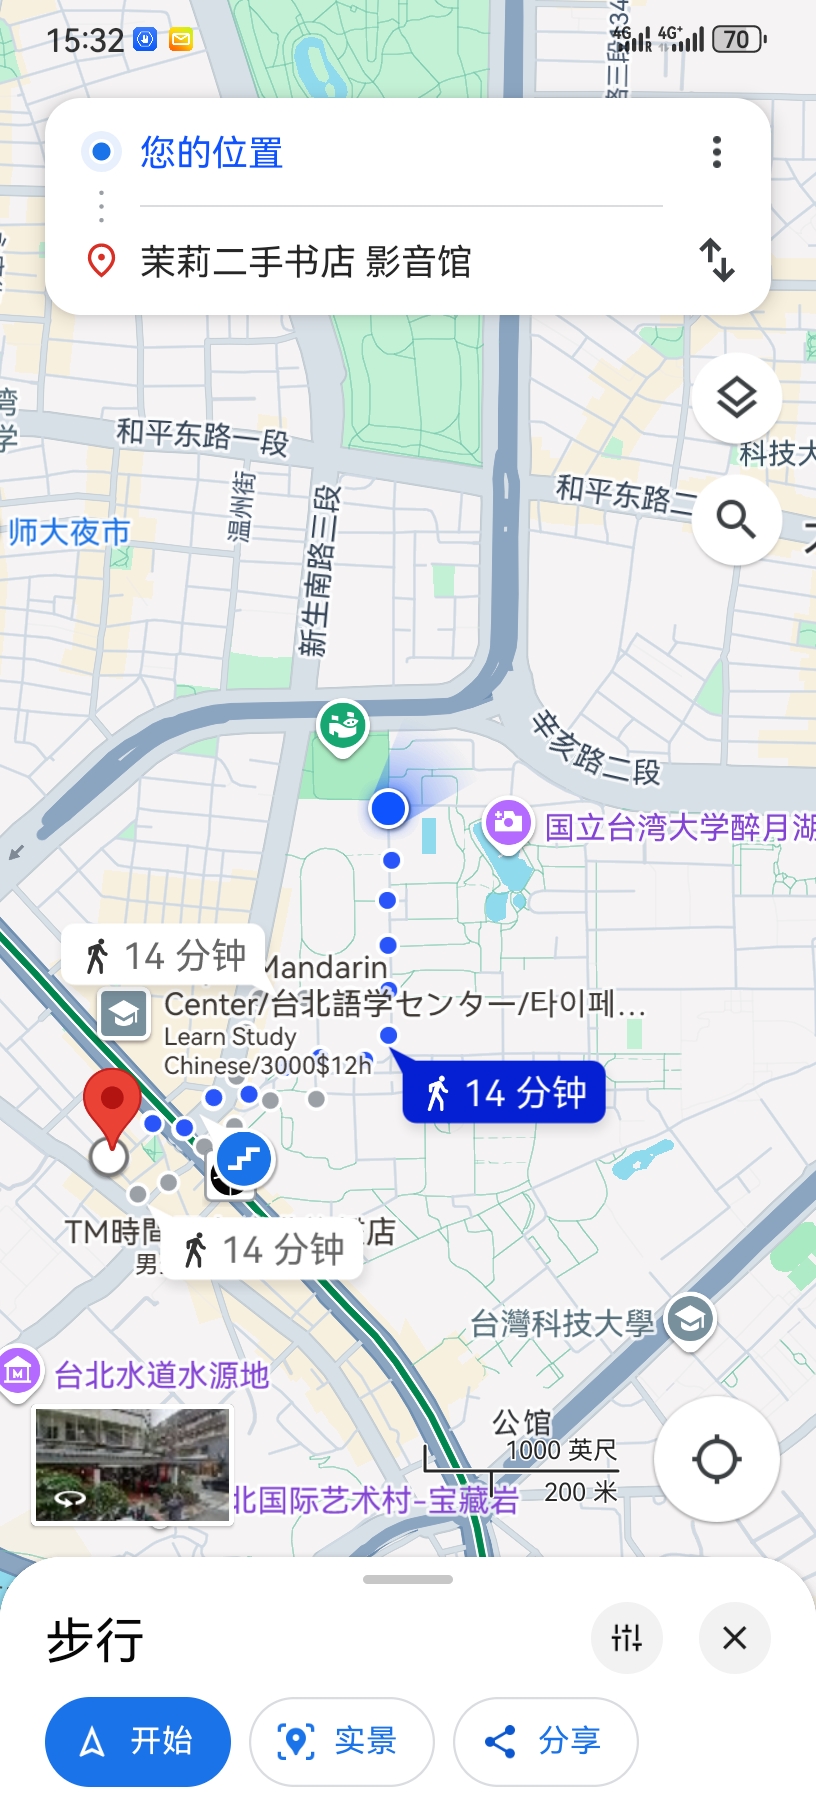 15:32
4G R 4G+ 70
您的位置
茉莉二手书店 影音馆
和平东路一段
温州街
师大夜市
新生南路三段
和平东路二
科技大
辛亥路二段
国立台湾大学醉月湖
14 分钟
Mandarin
Center/台北語学センター/타이페...
Learn Study
Chinese/3000$12h
14 分钟
TM時間
店
男
14 分钟
台灣科技大學
台北水道水源地
公馆
1000 英尺
200 米
北国际艺术村-宝藏岩
步行
开始
实景
分享